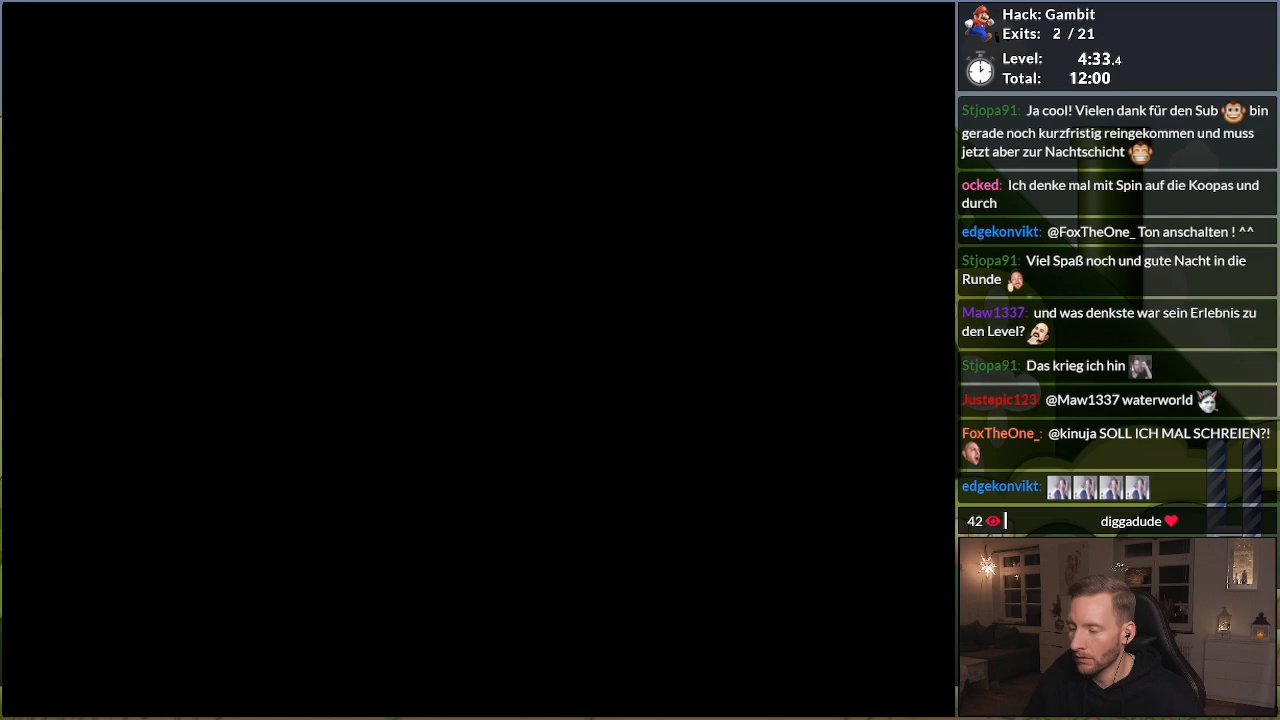 Hack: Gambit
Exits: 2 / 21
Level: 4:33.4
Total: 12:00
Stjopa91: Ja cool! Vielen dank für den Sub bin
gerade noch kurzfristig reingekommen und muss
jetzt aber zur Nachtschicht
ocked: Ich denke mal mit Spin auf die Koopas und
durch
edgekonvikt: @FoxTheOne_ Ton anschalten ! ^^
Stjopa91: Viel Spaß noch und gute Nacht in die
Runde
Maw1337: und was denkste war sein Erlebnis zu
den Level?
Stjopa91: Das krieg ich hin
Justepic123: @Maw1337 waterworld
FoxTheOne_: @kinuja SOLL ICH MAL SCHREIEN?!
edgekonvikt:
42 diggadude